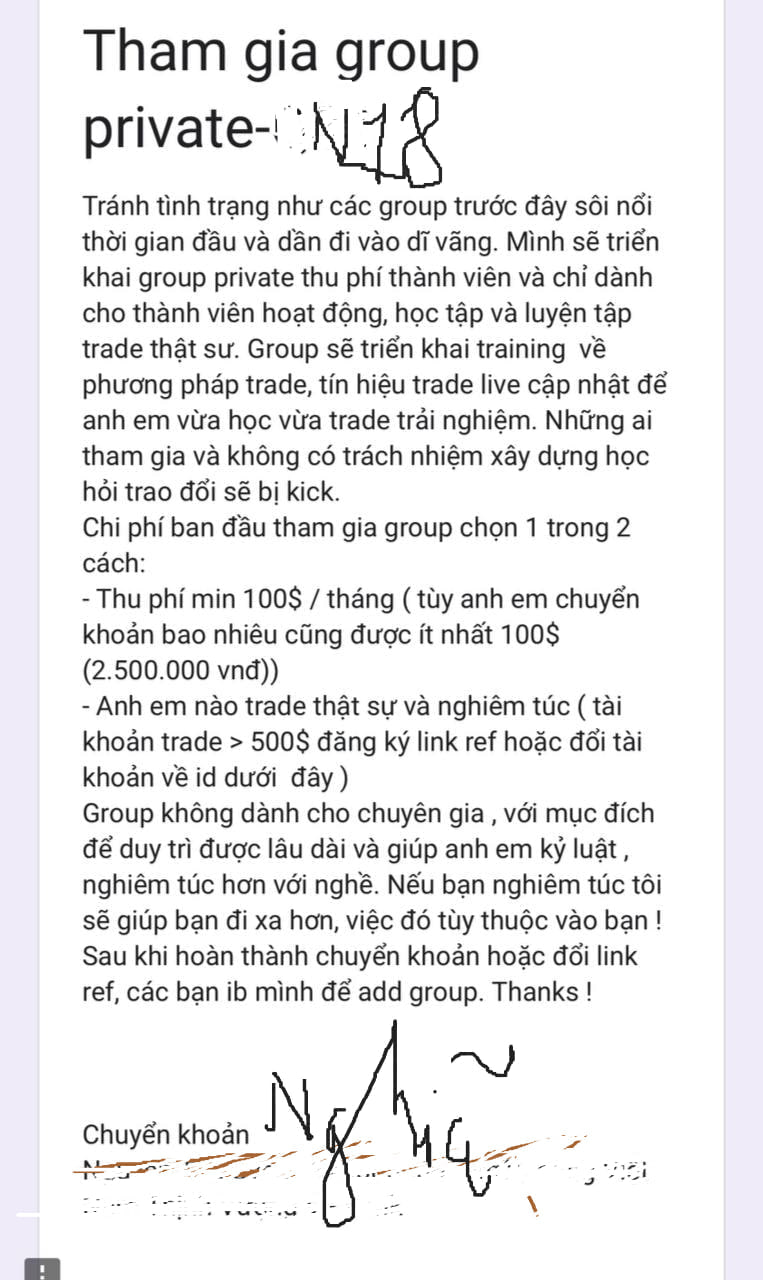 Tham gia group
private- N18
Tránh tình trạng như các group trước đây sôi nổi
thời gian đầu và dần đi vào dĩ vãng. Mình sẽ triển
khai group private thu phí thành viên và chỉ dành
cho thành viên hoạt động, học tập và luyện tập
trade thật sư. Group sẽ triển khai training về
phương pháp trade, tín hiệu trade live cập nhật để
anh em vừa học vừa trade trải nghiệm. Những ai
tham gia và không có trách nhiệm xây dựng học
hỏi trao đổi sẽ bị kick.
Chi phí ban đầu tham gia group chọn 1 trong 2
cách:
- Thu phí min 100$ / tháng ( tùy anh em chuyển
khoản bao nhiêu cũng được ít nhất 100$
(2.500.000 vnđ))
- Anh em nào trade thật sự và nghiêm túc ( tài
khoản trade > 500$ đăng ký link ref hoặc đổi tài
khoản về id dưới đây )
Group không dành cho chuyên gia , với mục đích
để duy trì được lâu dài và giúp anh em kỷ luật ,
nghiêm túc hơn với nghề. Nếu bạn nghiêm túc tôi
sẽ giúp bạn đi xa hơn, việc đó tùy thuộc vào bạn !
Sau khi hoàn thành chuyển khoản hoặc đổi link
ref, các bạn ib mình để add group. Thanks !
Chuyển khoản